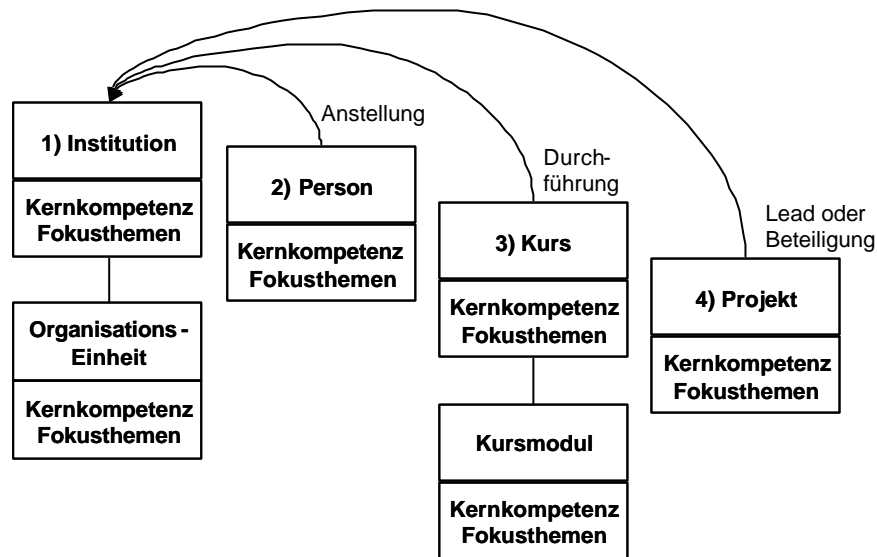 1) Institution
Kernkompetenz
Fokusthemen
Organisations -
Einheit
Kernkompetenz
Fokusthemen
Anstellung
2) Person
Kernkompetenz
Fokusthemen
Durch-
führung
3) Kurs
Kernkompetenz
Fokusthemen
Kursmodul
Kernkompetenz
Fokusthemen
Lead oder
Beteiligung
4) Projekt
Kernkompetenz
Fokusthemen